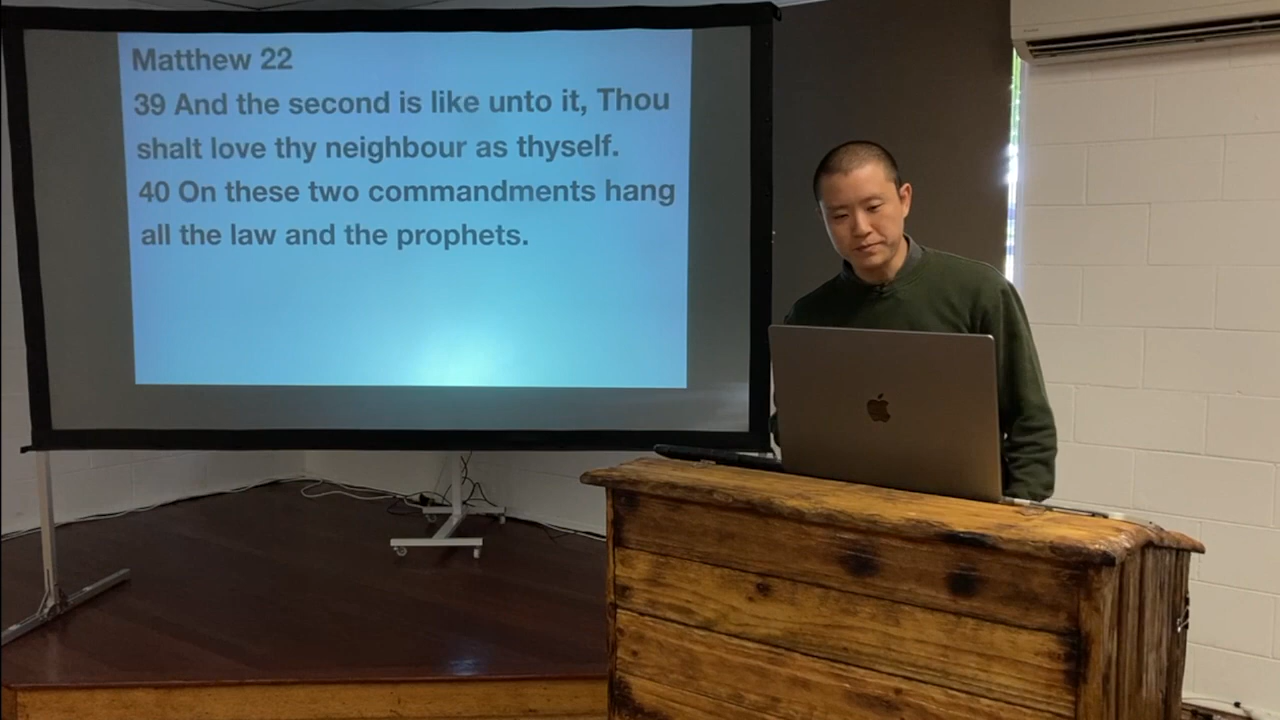 Matthew 22
39 And the second is like unto it, Thou
shalt love thy neighbour as thyself.
40 On these two commandments hang
all the law and the prophets.